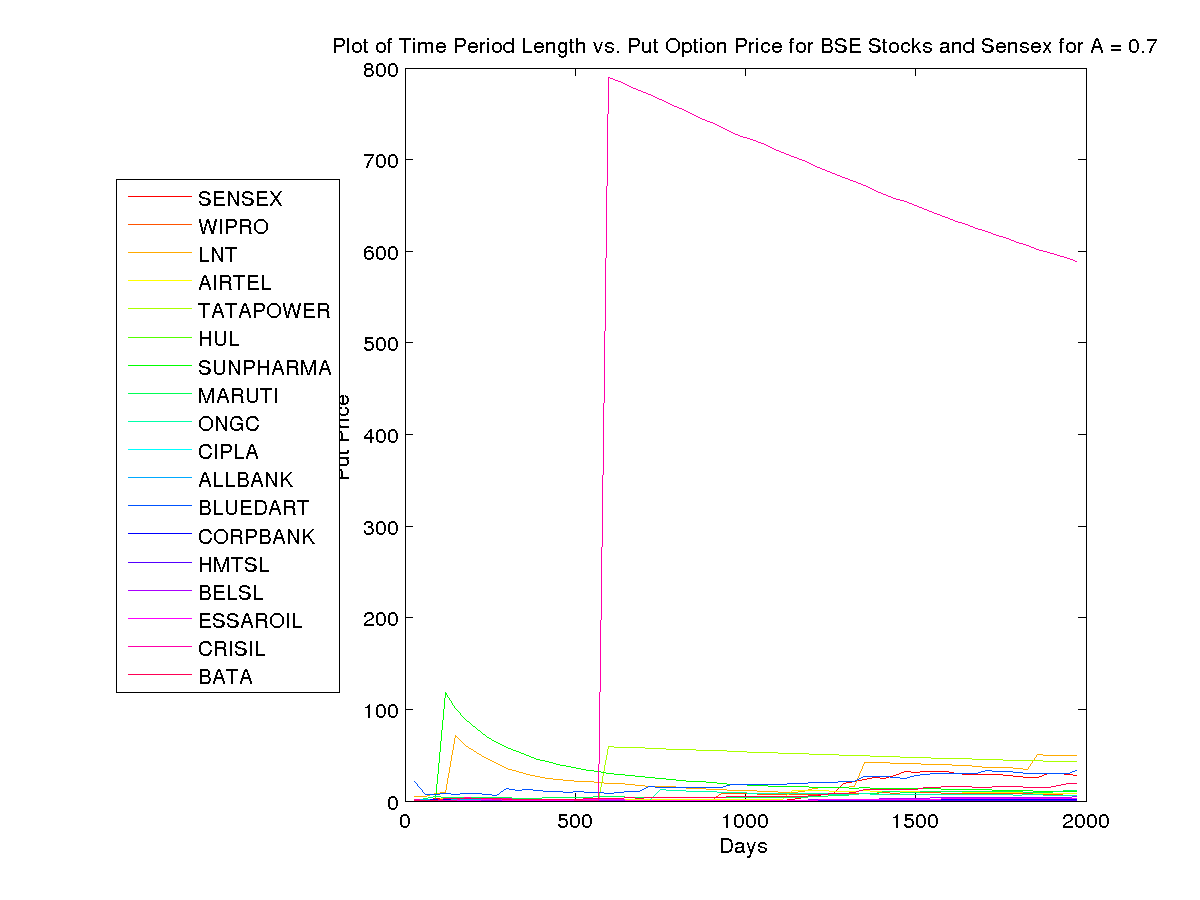 Plot of Time Period Length vs. Put Option Price for BSE Stocks and Sensex for A = 0.7
800
700
600
500
400
300
200
100
0
Put Price
SENSEX
WIPRO
LNT
AIRTEL
TATAPOWER
HUL
SUNPHARMA
MARUTI
ONGC
CIPLA
ALLBANK
BLUEDART
CORPBANK
HMTSL
BELSL
ESSAROIL
CRISIL
BATA
0 500 1000 1500 2000
Days